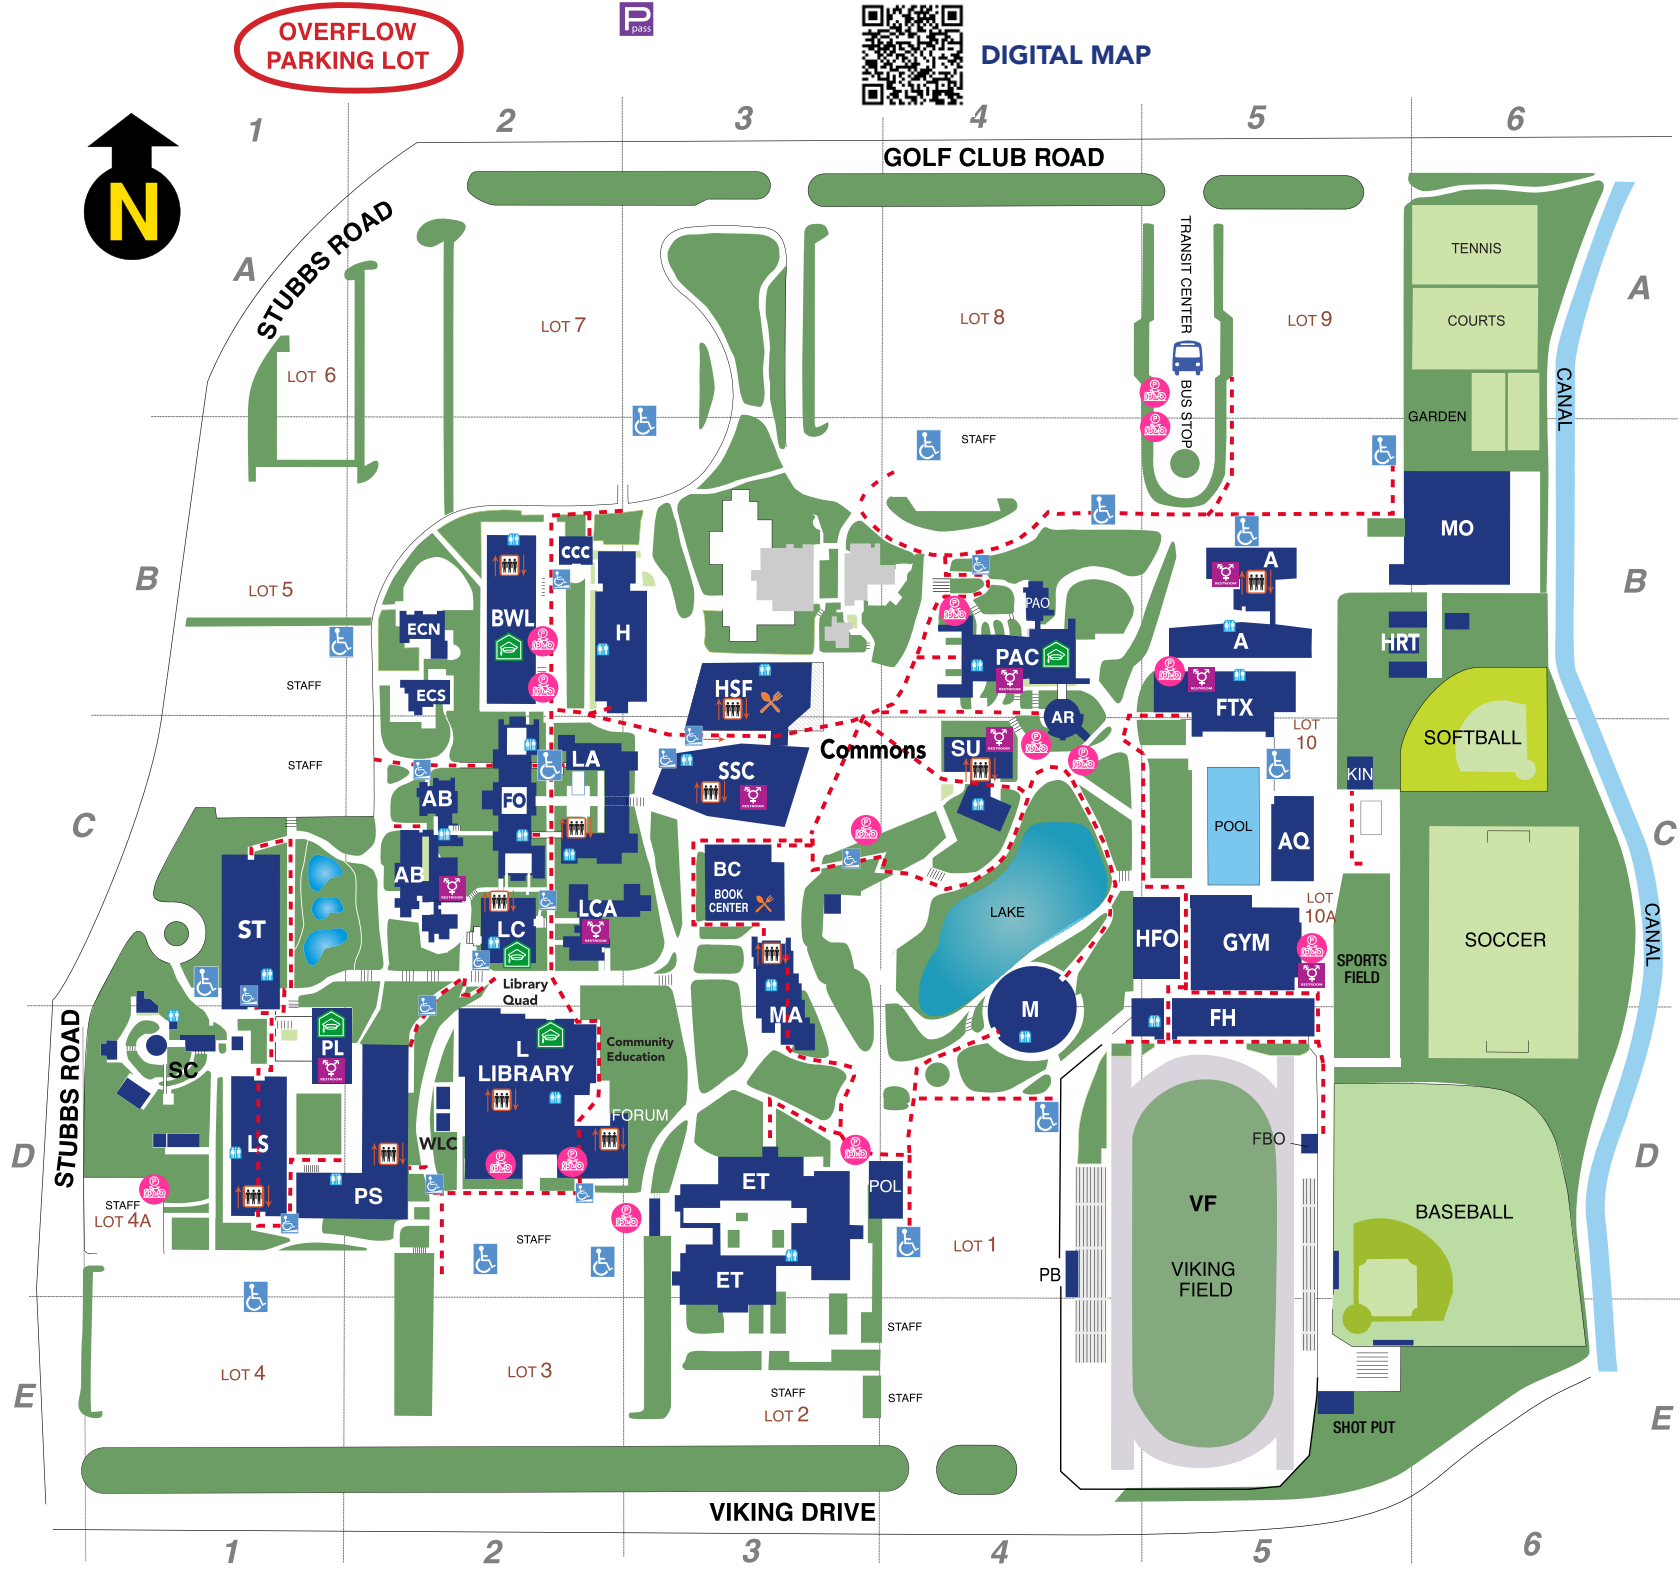 OVERFLOW
PARKING LOT
P
pass
DIGITAL MAP
N
1
2
3
4
5
6
GOLF CLUB ROAD
STUBBS ROAD
A
A
TRANSIT CENTER
BUS STOP
LOT 6
LOT 7
LOT 8
LOT 9
TENNIS
COURTS
GARDEN
CANAL
STAFF
B
B
LOT 5
STAFF
ECN
ECS
BWL
CCC
H
HSF
PAO
PAC
A
A
FTX
MO
HRT
AR
STAFF
C
C
AB
AB
FO
LA
SSC
Commons
SU
LOT
10
KIN
SOFTBALL
POOL
AQ
LOT
10A
ST
LC
LCA
BC
BOOK
CENTER
LAKE
HFO
GYM
SPORTS
FIELD
SOCCER
CANAL
Library
Quad
MA
M
FH
STUBBS ROAD
SC
PL
RESTROOM
L
LIBRARY
Community
Education
FORUM
WLC
D
D
LS
PS
ET
ET
POL
FBO
VF
VIKING
FIELD
PB
BASEBALL
STAFF
LOT 4A
STAFF
LOT 1
E
E
LOT 4
LOT 3
STAFF
LOT 2
STAFF
STAFF
SHOT PUT
VIKING DRIVE
1
2
3
4
5
6